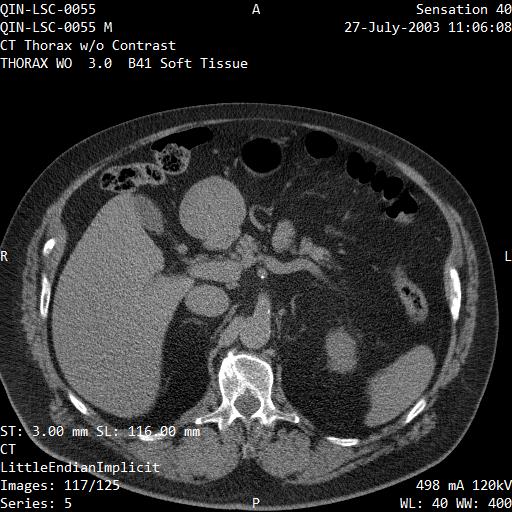 QIN-LSC-0055
A
Sensation 40
QIN-LSC-0055 M
27-July-2003 11:06:08
CT Thorax w/o Contrast
THORAX WO 3.0 B41 Soft Tissue
R
L
ST: 3.00 mm SL: 116.00 mm
CT
LittleEndianImplicit
Images: 117/125
498 mA 120kV
Series: 5
P
WL: 40 WW: 400